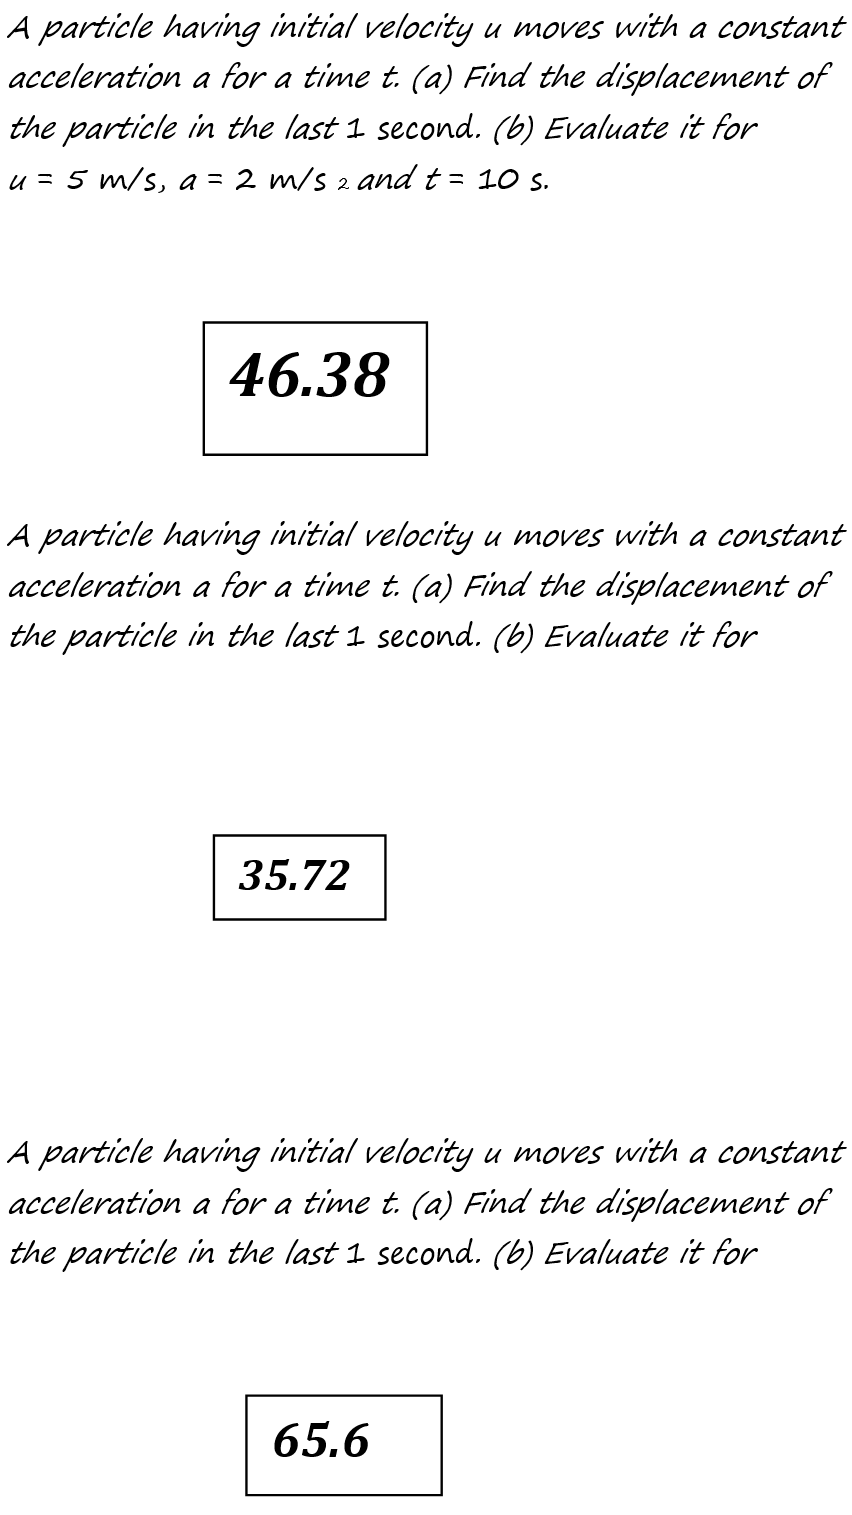 A particle having initial velocity u moves with a constant
acceleration a for a time t. (a) Find the displacement of
the particle in the last 1 second. (b) Evaluate it for
u = 5 m/s, a = 2 m/s 2 and t = 10 s.
46.38
A particle having initial velocity u moves with a constant
acceleration a for a time t. (a) Find the displacement of
the particle in the last 1 second. (b) Evaluate it for
35.72
A particle having initial velocity u moves with a constant
acceleration a for a time t. (a) Find the displacement of
the particle in the last 1 second. (b) Evaluate it for
65.6